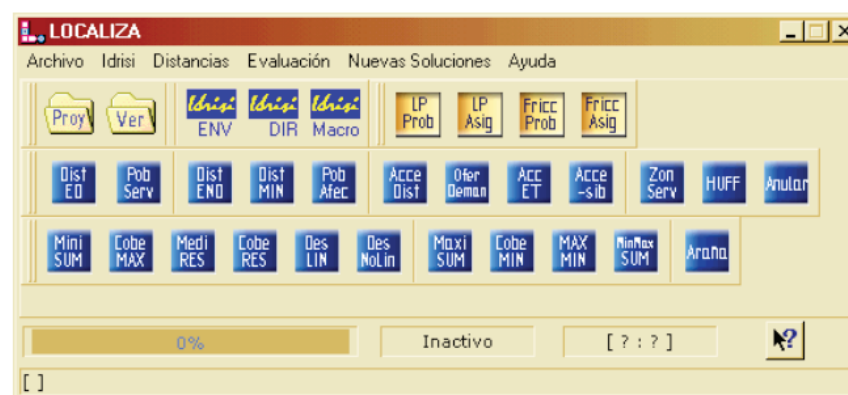 LOCALIZA
Archivo Idrisi Distancias Evaluación Nuevas Soluciones Ayuda
Proy Ver Idrisi ENV Idrisi DIR Idrisi Macro LP Prob LP Asig Fricc Prob Fricc Asig
Dist EO Pob Serv Dist ENO Dist MIN Pob Afec Acce Dist Ofer Deman Acc ET Acce -sib Zon Serv HUFF Anular
Mini SUM Cobe MAX Medi RES Cobe RES Des LIN Des NoLin Maxi SUM Cobe MIN MAX MIN MinMax SUM Araña
0% Inactivo [ ? : ? ] ?
[ ]